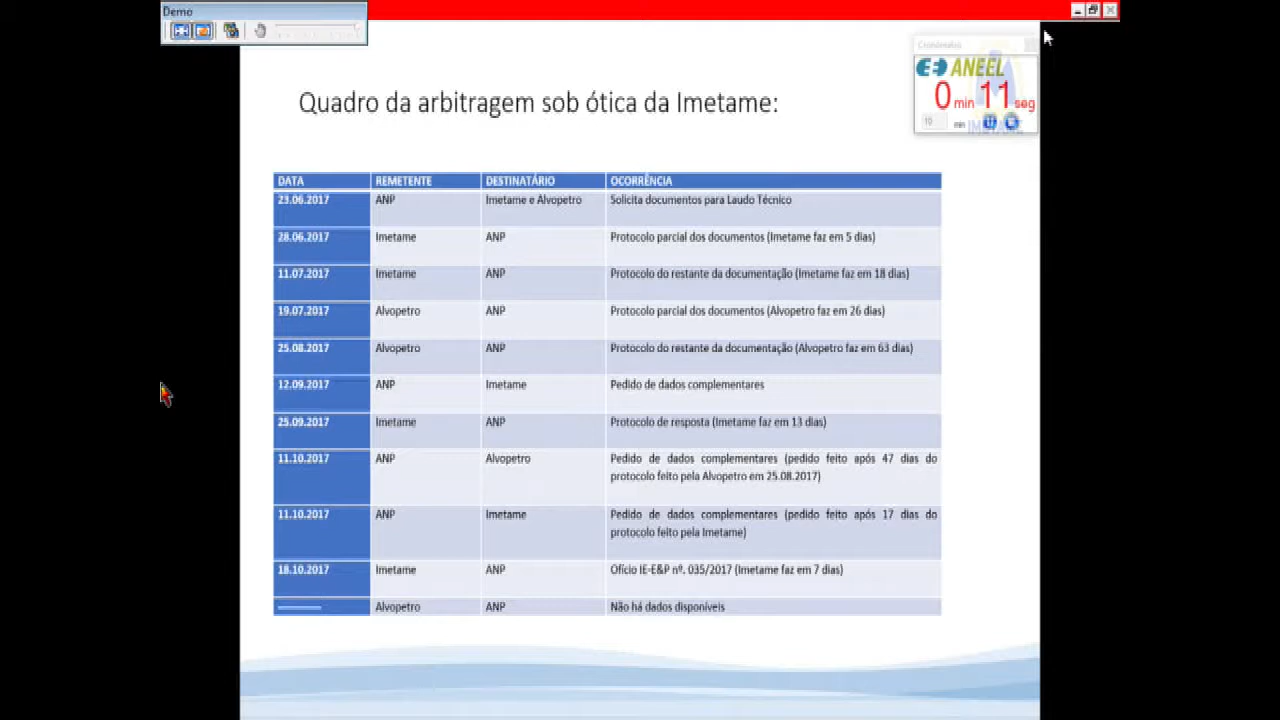 Demo
Quadro da arbitragem sob ótica da Imetame:
Cronômetro
ANEEL
0 min 11 seg
10 min
DATA REMETENTE DESTINATÁRIO OCORRÊNCIA
23.06.2017 ANP Imetame e Alvopetro Solicita documentos para Laudo Técnico
28.06.2017 Imetame ANP Protocolo parcial dos documentos (Imetame faz em 5 dias)
11.07.2017 Imetame ANP Protocolo do restante da documentação (Imetame faz em 18 dias)
19.07.2017 Alvopetro ANP Protocolo parcial dos documentos (Alvopetro faz em 26 dias)
25.08.2017 Alvopetro ANP Protocolo do restante da documentação (Alvopetro faz em 63 dias)
12.09.2017 ANP Imetame Pedido de dados complementares
25.09.2017 Imetame ANP Protocolo de resposta (Imetame faz em 13 dias)
11.10.2017 ANP Alvopetro Pedido de dados complementares (pedido feito após 47 dias do
protocolo feito pela Alvopetro em 25.08.2017)
11.10.2017 ANP Imetame Pedido de dados complementares (pedido feito após 17 dias do
protocolo feito pela Imetame)
18.10.2017 Imetame ANP Ofício IE-E&P nº. 035/2017 (Imetame faz em 7 dias)
Alvopetro ANP Não há dados disponíveis